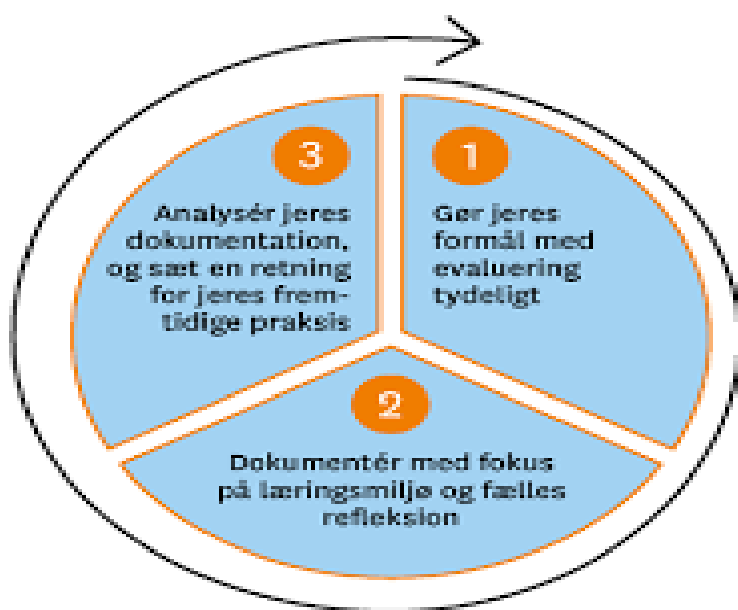 1
Gør jeres
formål med
evaluering
tydeligt
2
Dokumentér med fokus
på læringsmiljø og fælles
refleksion
3
Analysér jeres
dokumentation,
og sæt en retning
for jeres frem-
tidige praksis